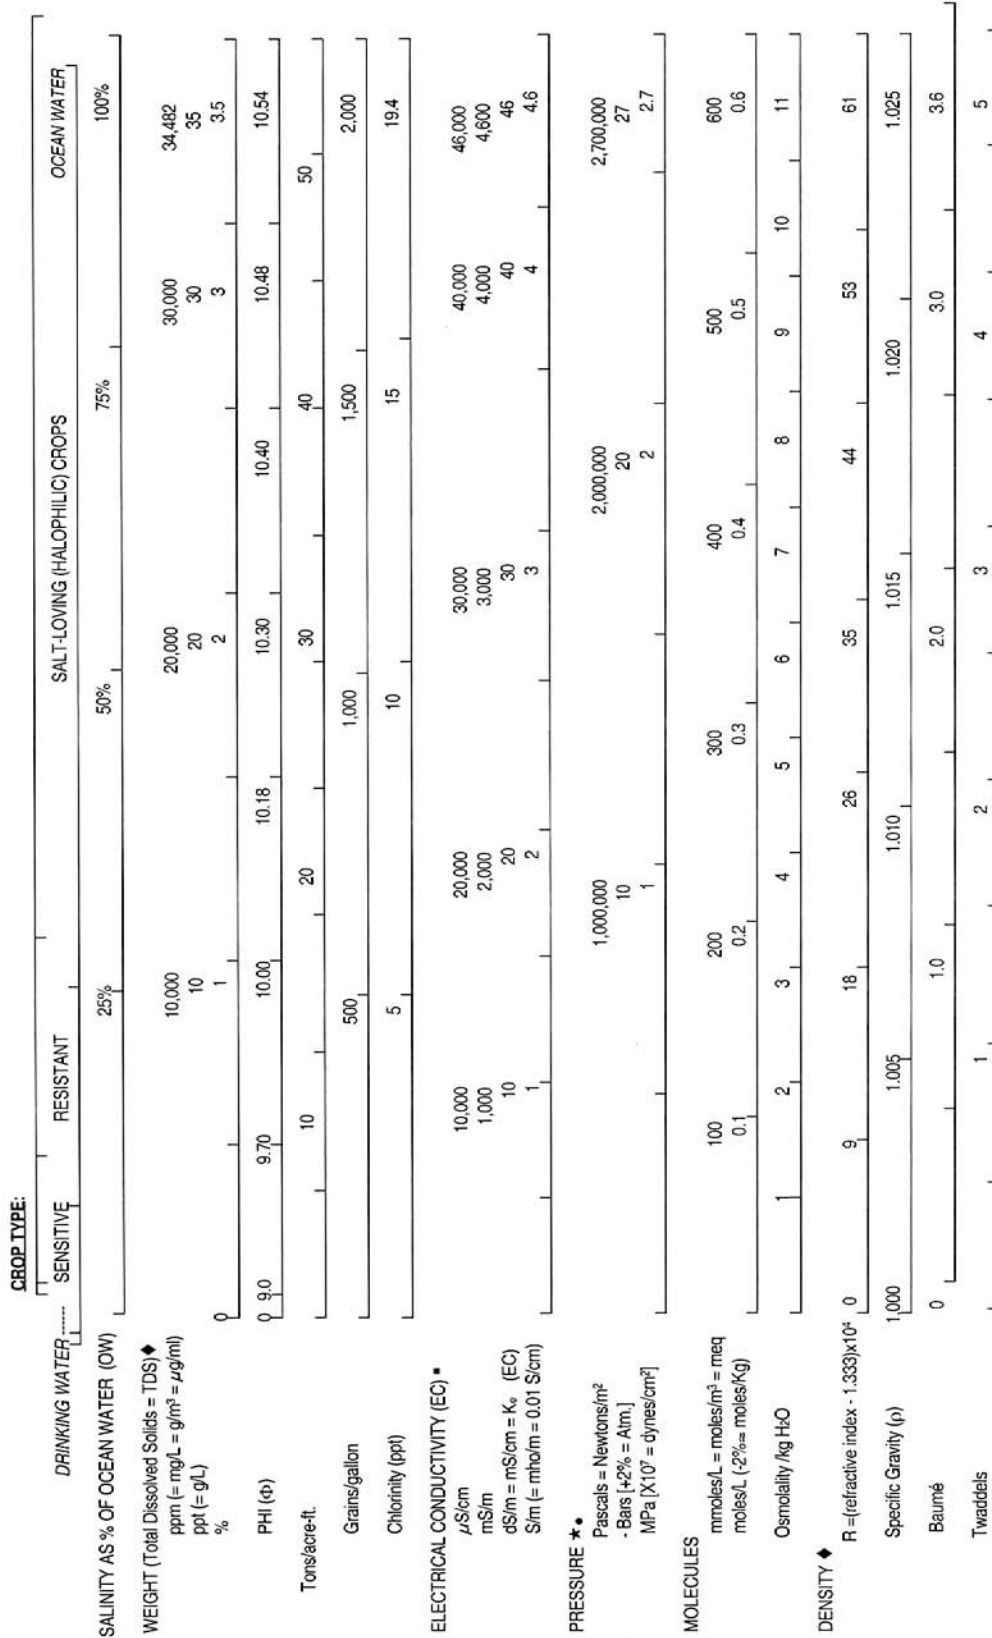 CROP TYPE:
DRINKING WATER ------ SENSITIVE RESISTANT SALT-LOVING (HALOPHILIC) CROPS OCEAN WATER
SALINITY AS % OF OCEAN WATER (OW) 25% 50% 75% 100%
WEIGHT (Total Dissolved Solids = TDS) ♦
ppm (= mg/L = g/m³ = μg/ml) 10,000 20,000 30,000 34,482
ppt (= g/L) 10 20 30 35
% 0 1 2 3 3.5
PHI (Φ) 0 9.0 9.70 10.00 10.18 10.30 10.40 10.48 10.54
Tons/acre-ft. 10 20 30 40 50
Grains/gallon 500 1,000 1,500 2,000
Chlorinity (ppt) 5 10 15 19.4
ELECTRICAL CONDUCTIVITY (EC) ▪
μS/cm 10,000 20,000 30,000 40,000 46,000
mS/m 1,000 2,000 3,000 4,000 4,600
dS/m = mS/cm = Kₑ (EC) 10 20 30 40 46
S/m (= mho/m = 0.01 S/cm) 1 2 3 4 4.6
PRESSURE ★●
Pascals = Newtons/m² 1,000,000 2,000,000 2,700,000
- Bars [+2% = Atm.] 10 20 27
MPa [X10⁷ = dynes/cm²] 1 2 2.7
MOLECULES
mmoles/L = moles/m³ = meq 100 200 300 400 500 600
moles/L (-2%= moles/Kg) 0.1 0.2 0.3 0.4 0.5 0.6
Osmolality /kg H₂O 1 2 3 4 5 6 7 8 9 10 11
DENSITY ♦
R =(refractive index - 1.333)x10⁴ 0 9 18 26 35 44 53 61
Specific Gravity (ρ) 1.000 1.005 1.010 1.015 1.020 1.025
Baumé 0 1.0 2.0 3.0 3.6
Twaddels 1 2 3 4 5